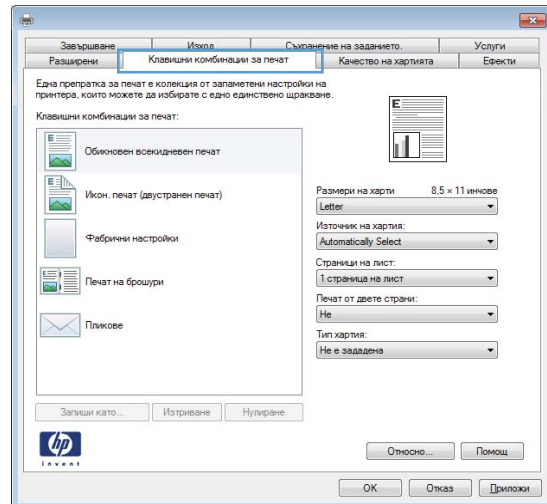 Завършване Изход Съхранение на заданието. Услуги
Разширени Клавишни комбинации за печат Качество на хартията Ефекти
Една препратка за печат е колекция от запаметени настройки на
принтера, които можете да избирате с едно единствено щракване.
Клавишни комбинации за печат:
Обикновен всекидневен печат
Икон. печат (двустранен печат)
Фабрични настройки
Печат на брошури
Пликове
E
Размери на харти 8,5 × 11 инчове
Letter
Източник на хартия:
Automatically Select
Страници на лист:
1 страница на лист
Печат от двете страни:
Не
Тип хартия:
Не е зададена
Запиши като... Изтриване Нулиране
hp
invent
Относно... Помощ
OK Отказ Приложи